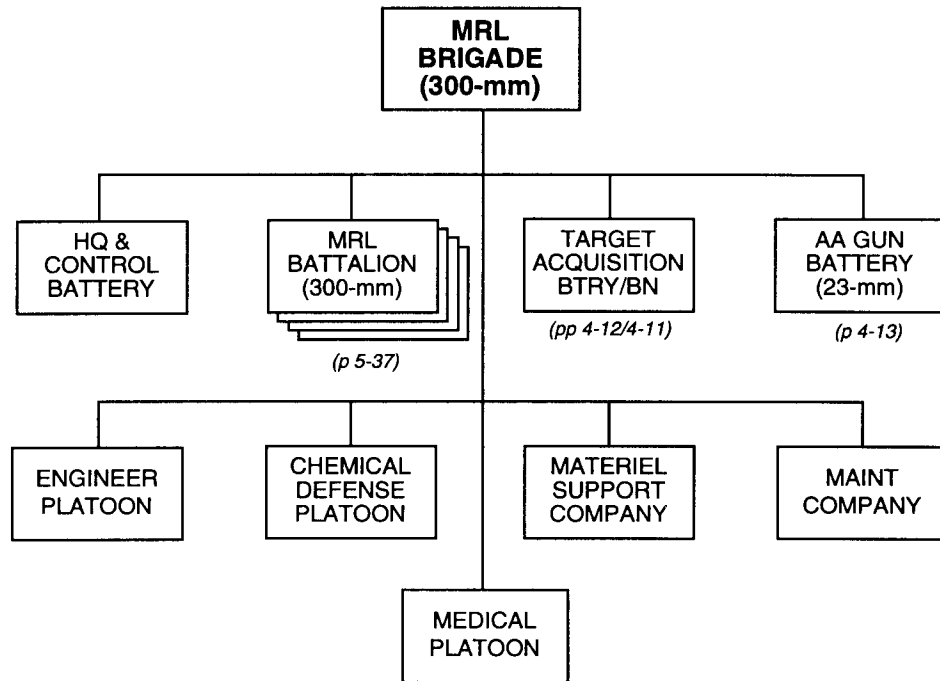 MRL
BRIGADE
(300-mm)
HQ &
CONTROL
BATTERY
MRL
BATTALION
(300-mm)
(p 5-37)
TARGET
ACQUISITION
BTRY/BN
(pp 4-12/4-11)
AA GUN
BATTERY
(23-mm)
(p 4-13)
ENGINEER
PLATOON
CHEMICAL
DEFENSE
PLATOON
MATERIEL
SUPPORT
COMPANY
MAINT
COMPANY
MEDICAL
PLATOON